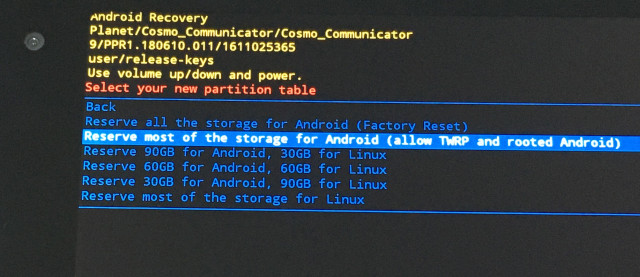 Android Recovery
Planet/Cosmo_Communicator/Cosmo_Communicator
9/PPR1.180610.011/1611025365
user/release-keys
Use volume up/down and power.
Select your new partition table
Back
Reserve all the storage for Android (Factory Reset)
Reserve most of the storage for Android (allow TWRP and rooted Android)
Reserve 90GB for Android, 30GB for Linux
Reserve 60GB for Android, 60GB for Linux
Reserve 30GB for Android, 90GB for Linux
Reserve most of the storage for Linux